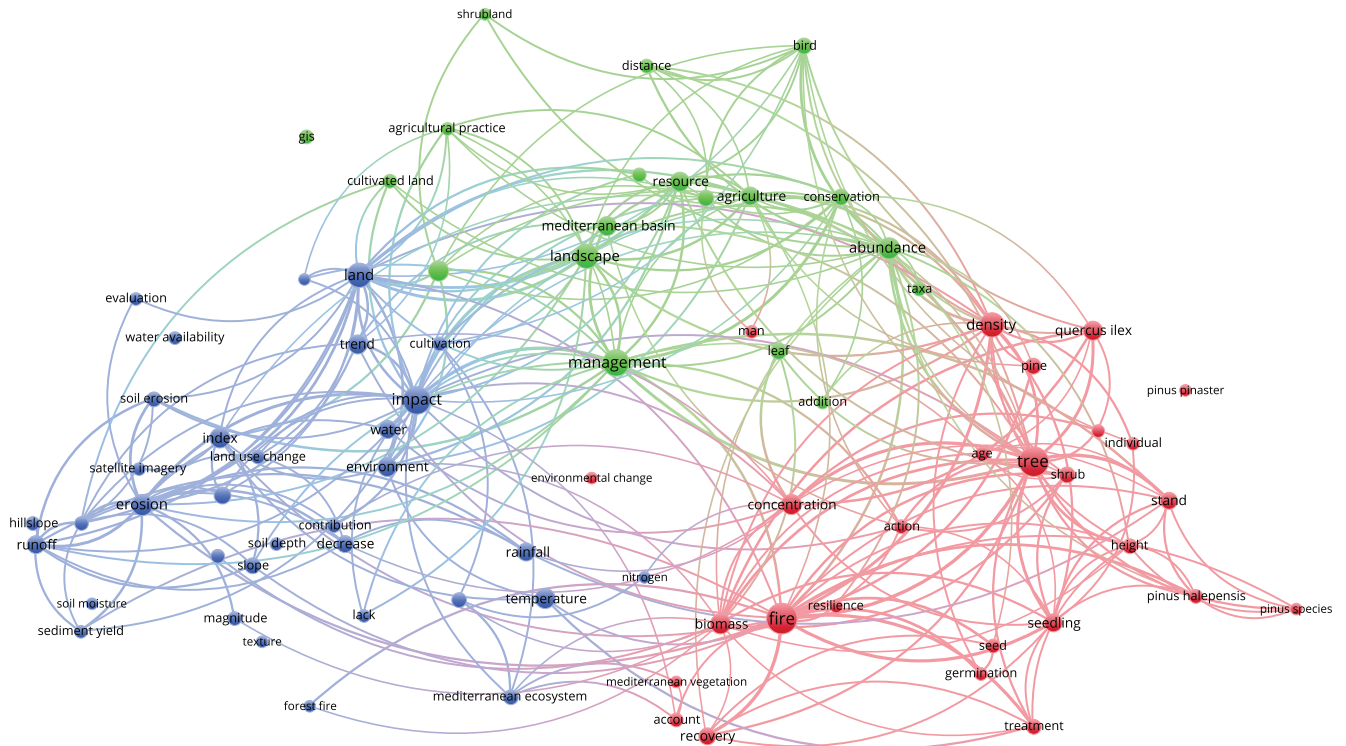 shrubland
bird
distance
agricultural practice
gis
cultivated land
resource
agriculture
conservation
mediterranean basin
abundance
landscape
land
taxa
evaluation
density
quercus ilex
man
water availability
trend
cultivation
leaf
management
pine
pinus pinaster
soil erosion
impact
addition
water
index
individual
land use change
age
tree
satellite imagery
environment
shrub
environmental change
erosion
concentration
stand
hillslope
contribution
action
runoff
soil depth
decrease
height
rainfall
slope
nitrogen
pinus halepensis
soil moisture
temperature
resilience
pinus species
lack
magnitude
fire
biomass
seedling
sediment yield
texture
seed
germination
mediterranean vegetation
mediterranean ecosystem
forest fire
account
treatment
recovery